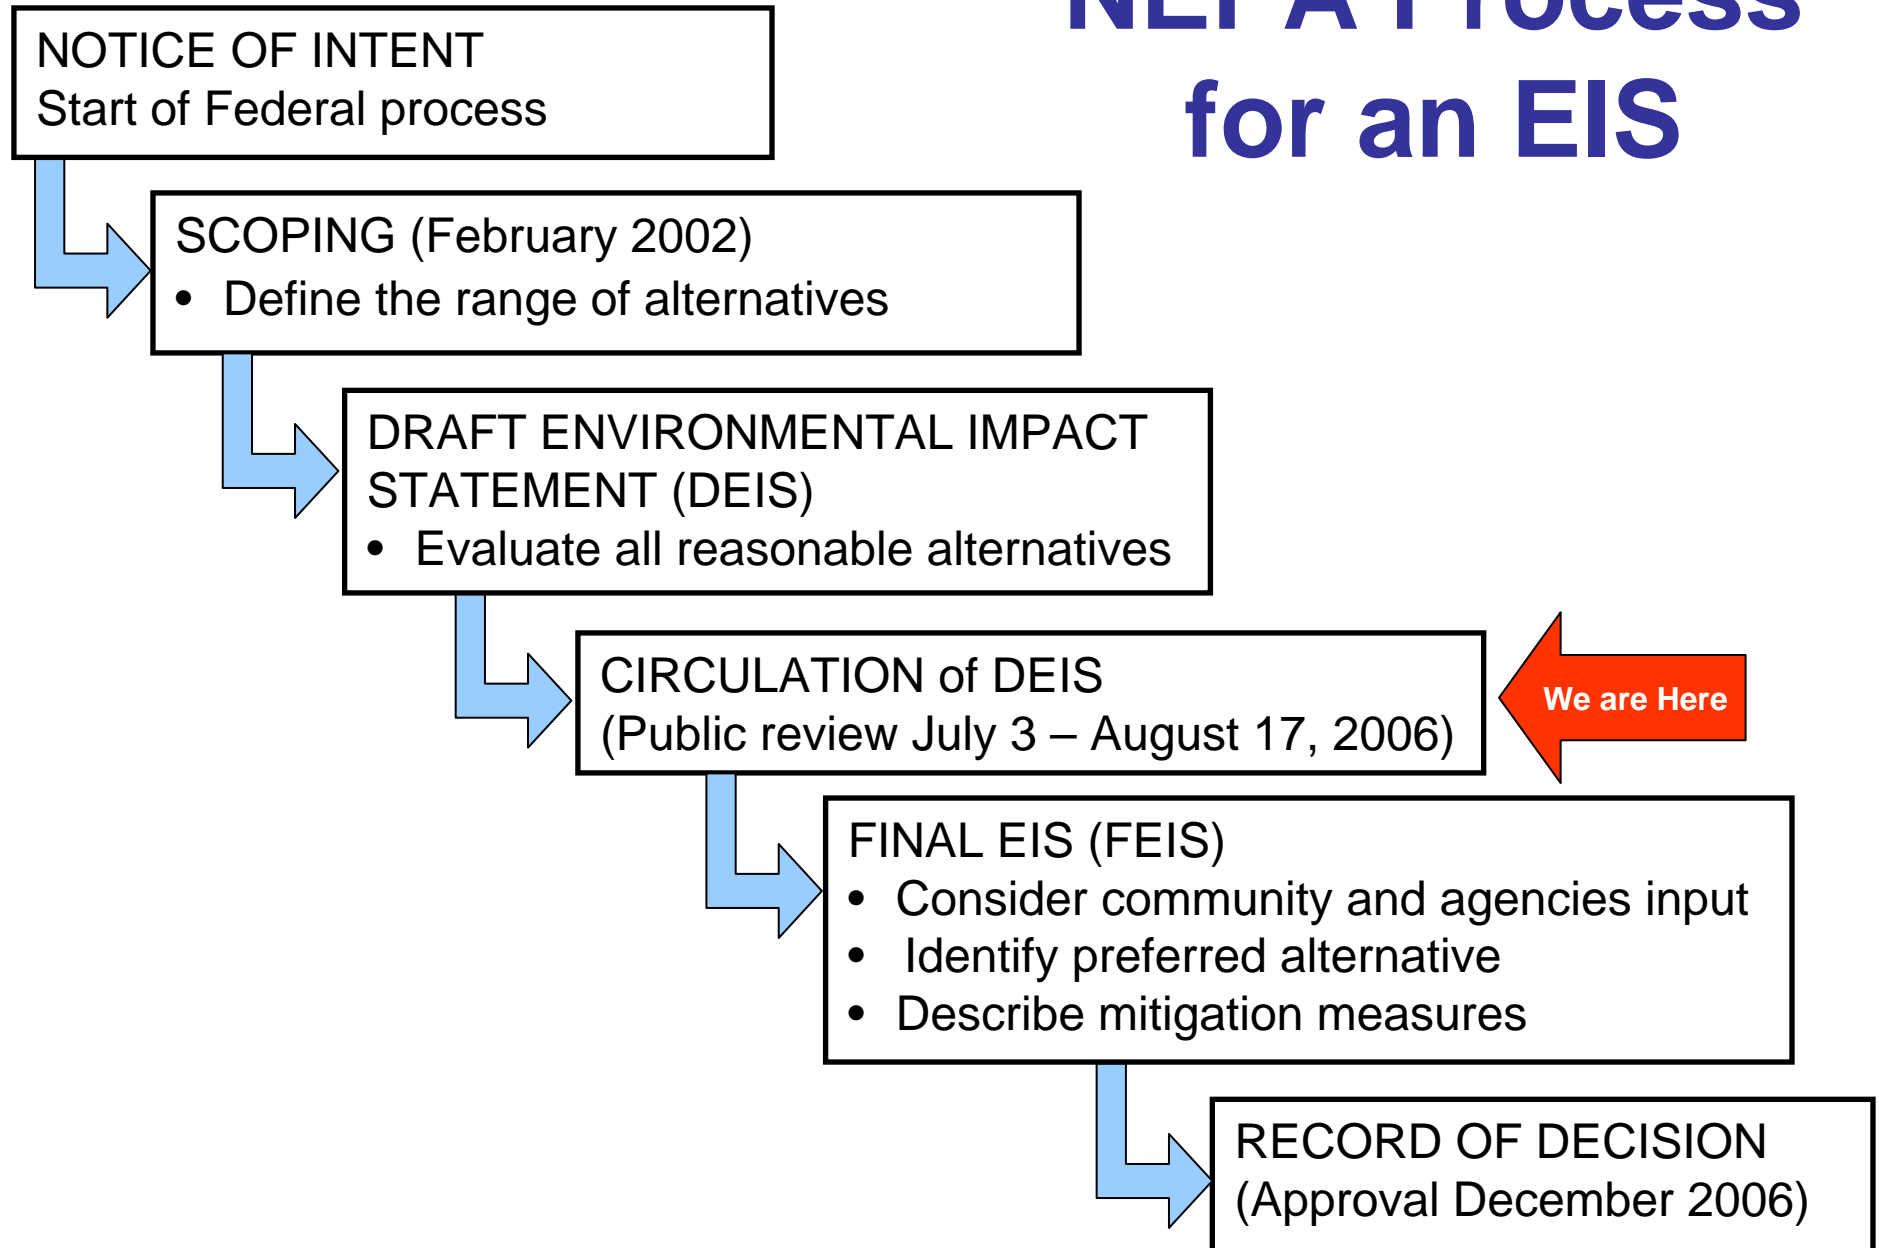 NEPA Process
for an EIS
NOTICE OF INTENT
Start of Federal process
SCOPING (February 2002)
• Define the range of alternatives
DRAFT ENVIRONMENTAL IMPACT
STATEMENT (DEIS)
• Evaluate all reasonable alternatives
CIRCULATION of DEIS
(Public review July 3 – August 17, 2006)
We are Here
FINAL EIS (FEIS)
• Consider community and agencies input
• Identify preferred alternative
• Describe mitigation measures
RECORD OF DECISION
(Approval December 2006)